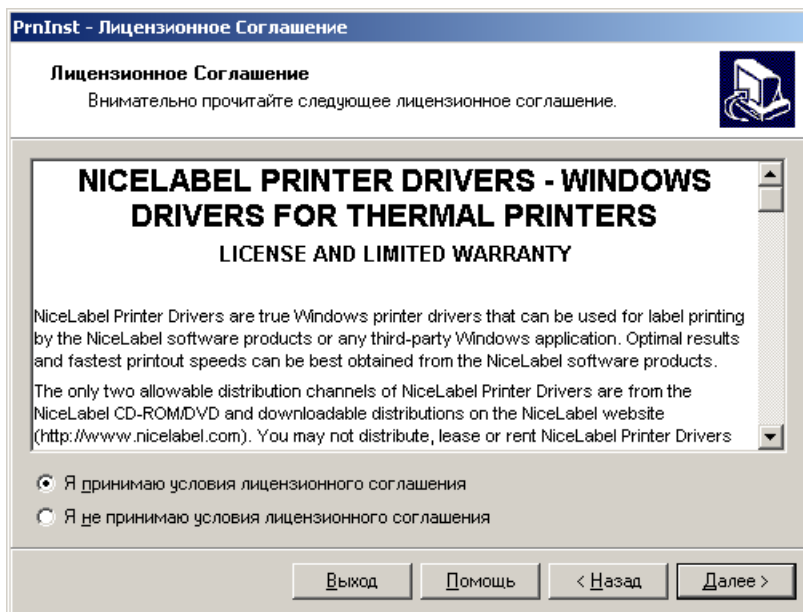 PrnInst - Лицензионное Соглашение
Лицензионное Соглашение
Внимательно прочитайте следующее лицензионное соглашение.
NICELABEL PRINTER DRIVERS - WINDOWS
DRIVERS FOR THERMAL PRINTERS
LICENSE AND LIMITED WARRANTY
NiceLabel Printer Drivers are true Windows printer drivers that can be used for label printing
by the NiceLabel software products or any third-party Windows application. Optimal results
and fastest printout speeds can be best obtained from the NiceLabel software products.
The only two allowable distribution channels of NiceLabel Printer Drivers are from the
NiceLabel CD-ROM/DVD and downloadable distributions on the NiceLabel website
(http://www.nicelabel.com). You may not distribute, lease or rent NiceLabel Printer Drivers
Я принимаю условия лицензионного соглашения
Я не принимаю условия лицензионного соглашения
Выход
Помощь
< Назад
Далее >